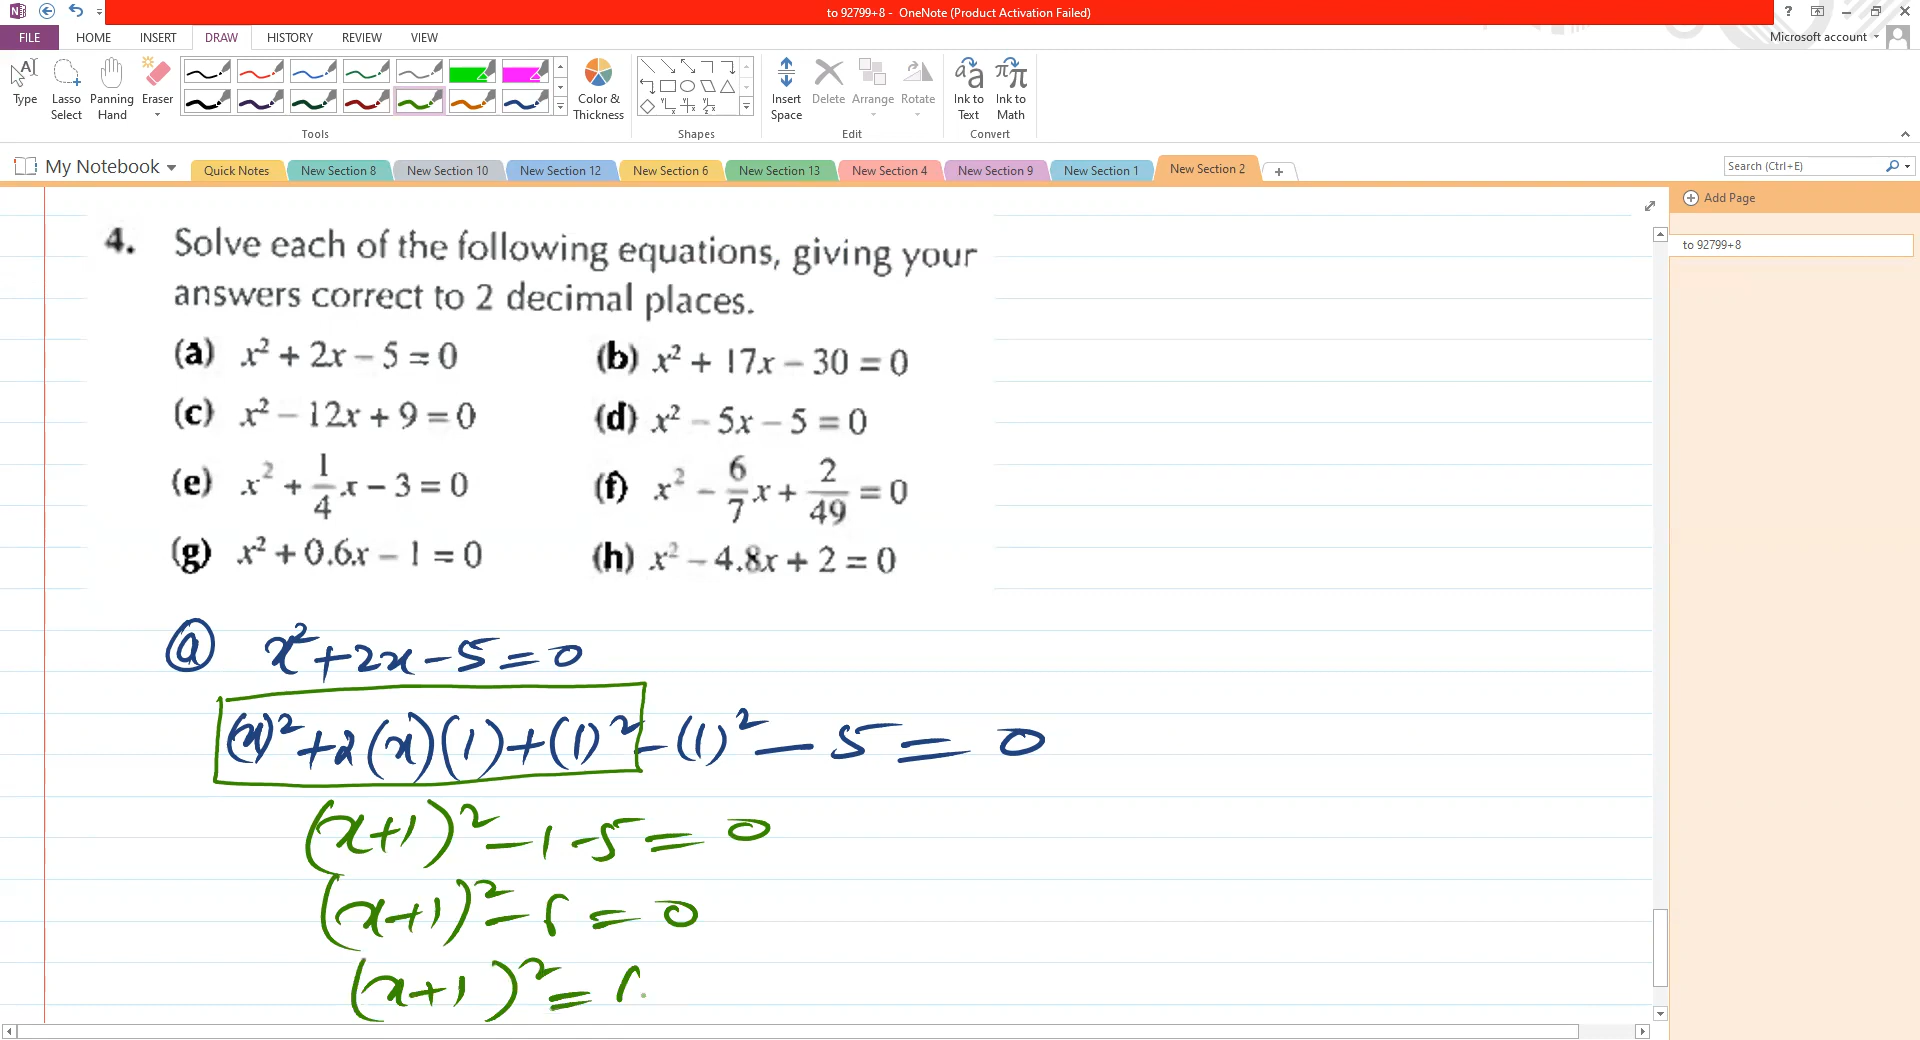 to 92799+8 - OneNote (Product Activation Failed)
?
FILE HOME INSERT DRAW HISTORY REVIEW VIEW
Microsoft account
Type
Lasso Select
Panning Hand
Eraser
Color & Thickness
Insert Space
Delete
Arrange
Rotate
Ink to Text
Ink to Math
Tools
Shapes
Edit
Convert
My Notebook
Quick Notes
New Section 8
New Section 10
New Section 12
New Section 6
New Section 13
New Section 4
New Section 9
New Section 1
New Section 2
Search (Ctrl+E)
Add Page
to 92799+8
4. Solve each of the following equations, giving your
answers correct to 2 decimal places.
(a) x² + 2x – 5 = 0 (b) x² + 17x – 30 = 0
(c) x² – 12x + 9 = 0 (d) x² – 5x – 5 = 0
(e) x² + 1/4 x – 3 = 0 (f) x² – 6/7 x + 2/49 = 0
(g) x² + 0.6x – 1 = 0 (h) x² – 4.8x + 2 = 0
ⓐ x²+2x-5=0
(x)²+2(x)(1)+(1)²-(1)²-5=0
(x+1)²-1-5=0
(x+1)²-6=0
(x+1)²=